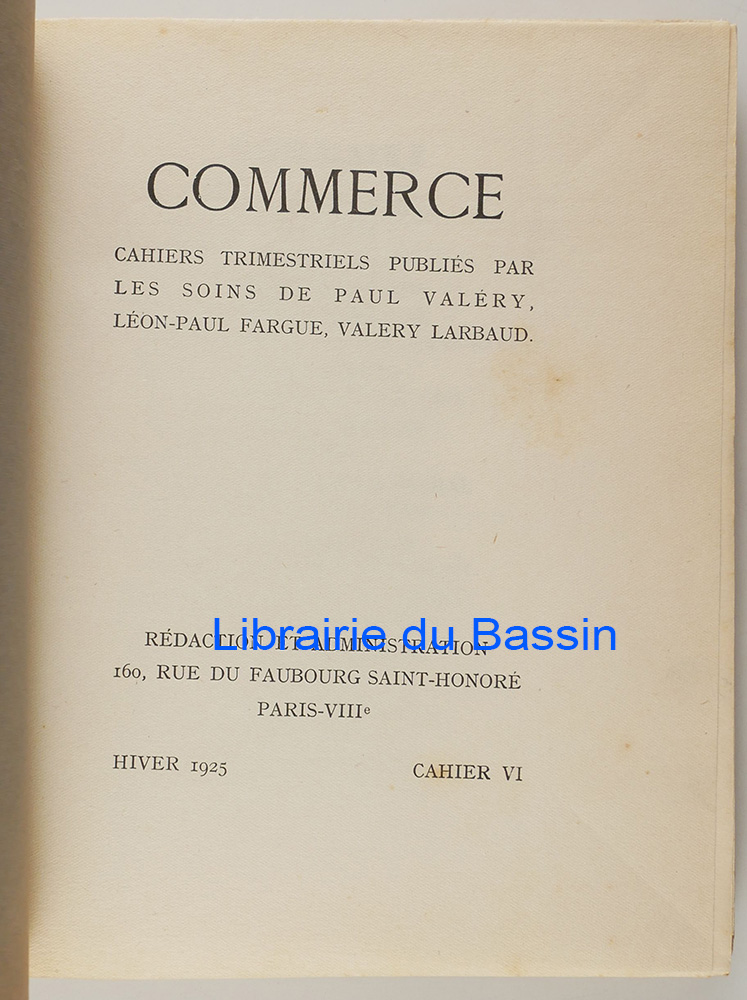 COMMERCE
CAHIERS TRIMESTRIELS PUBLIÉS PAR
LES SOINS DE PAUL VALÉRY,
LÉON-PAUL FARGUE, VALERY LARBAUD.
Librairie du Bassin
RÉDACTION ET ADMINISTRATION
160, RUE DU FAUBOURG SAINT-HONORÉ
PARIS-VIIIe
HIVER 1925 CAHIER VI